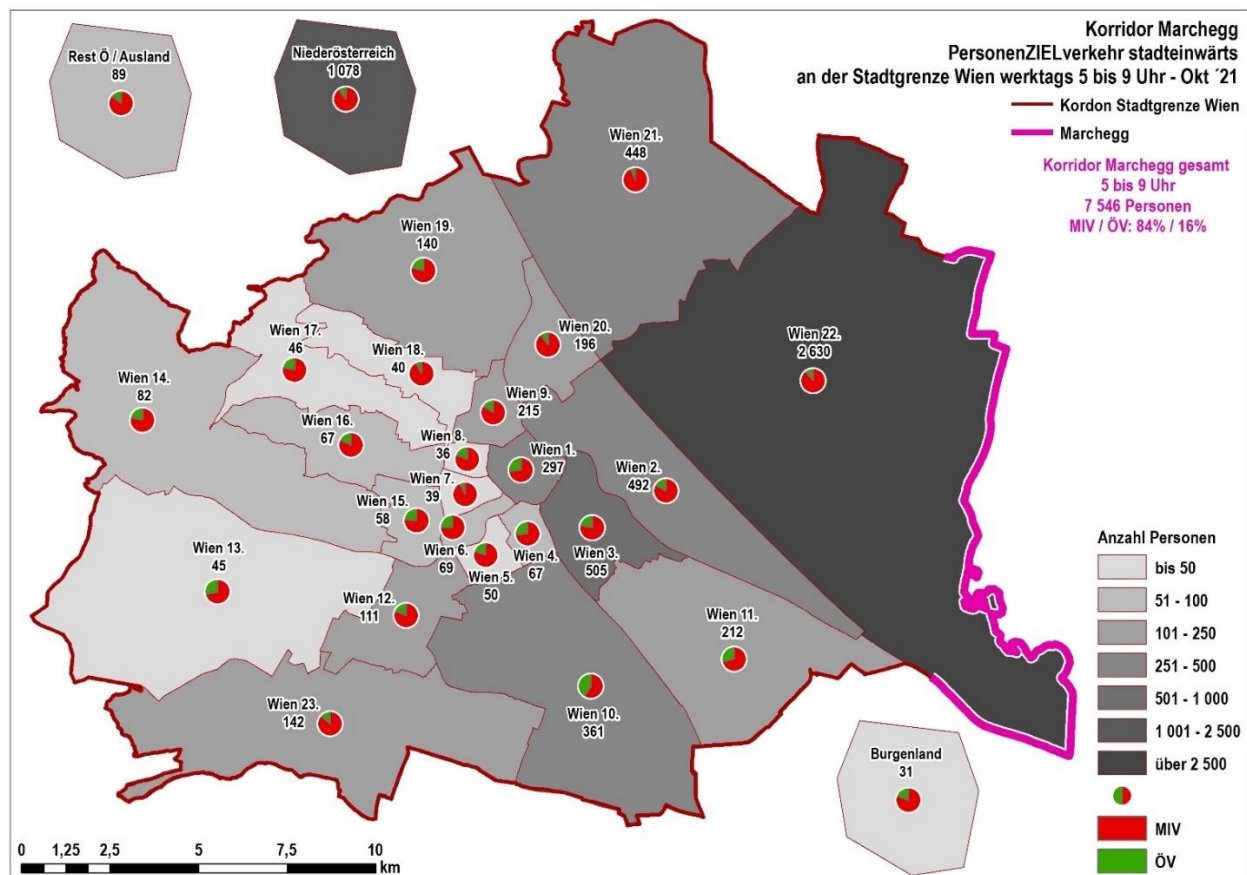 Korridor Marchegg
PersonenZIELverkehr stadteinwärts
an der Stadtgrenze Wien werktags 5 bis 9 Uhr - Okt ´21
Kordon Stadtgrenze Wien
Marchegg
Korridor Marchegg gesamt
5 bis 9 Uhr
7 546 Personen
MIV / ÖV: 84% / 16%
Rest Ö / Ausland
89
Niederösterreich
1 078
Wien 21.
448
Wien 19.
140
Wien 20.
196
Wien 22.
2 630
Wien 17.
46
Wien 18.
40
Wien 14.
82
Wien 9.
215
Wien 16.
67
Wien 8.
36
Wien 1.
297
Wien 7.
39
Wien 2.
492
Wien 15.
58
Wien 6.
69
Wien 5.
50
Wien 4.
67
Wien 3.
505
Wien 13.
45
Wien 12.
111
Wien 11.
212
Wien 23.
142
Wien 10.
361
Burgenland
31
Anzahl Personen
bis 50
51 - 100
101 - 250
251 - 500
501 - 1 000
1 001 - 2 500
über 2 500
MIV
ÖV
0 1,25 2,5 5 7,5 10
km